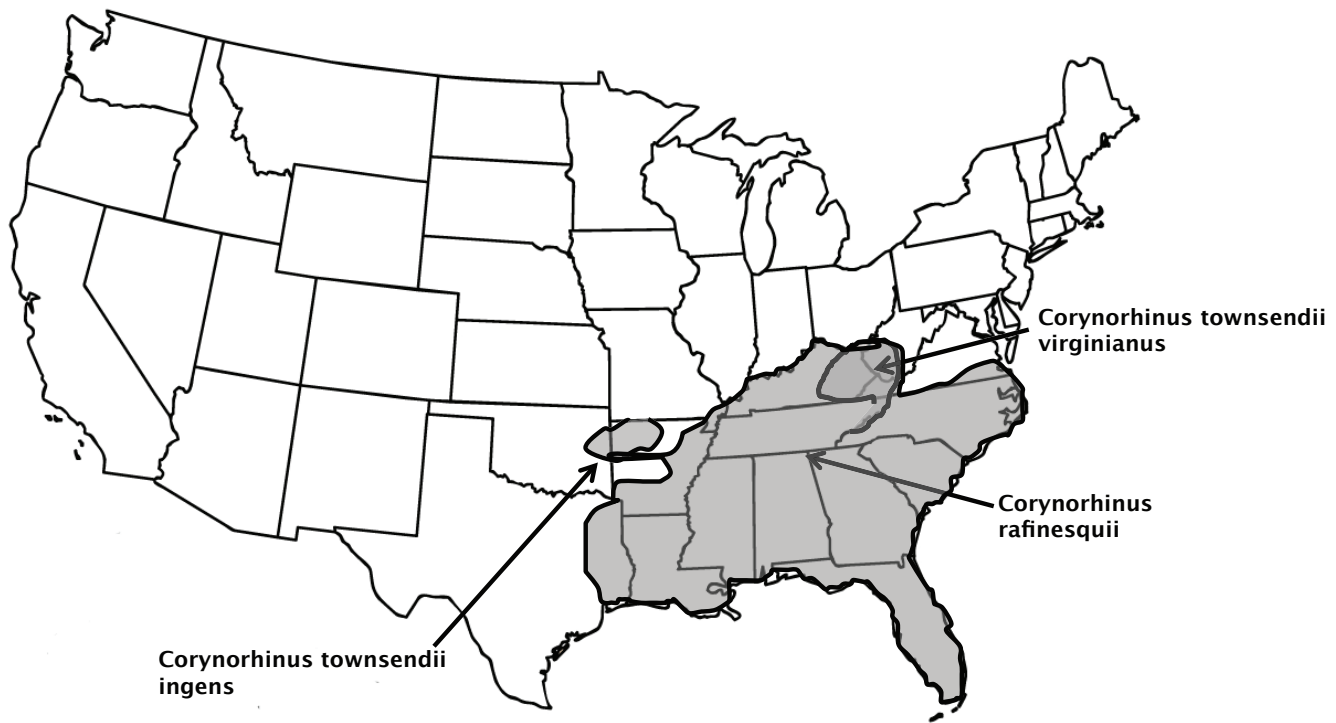 Corynorhinus townsendii
virginianus
Corynorhinus
rafinesquii
Corynorhinus townsendii
ingens